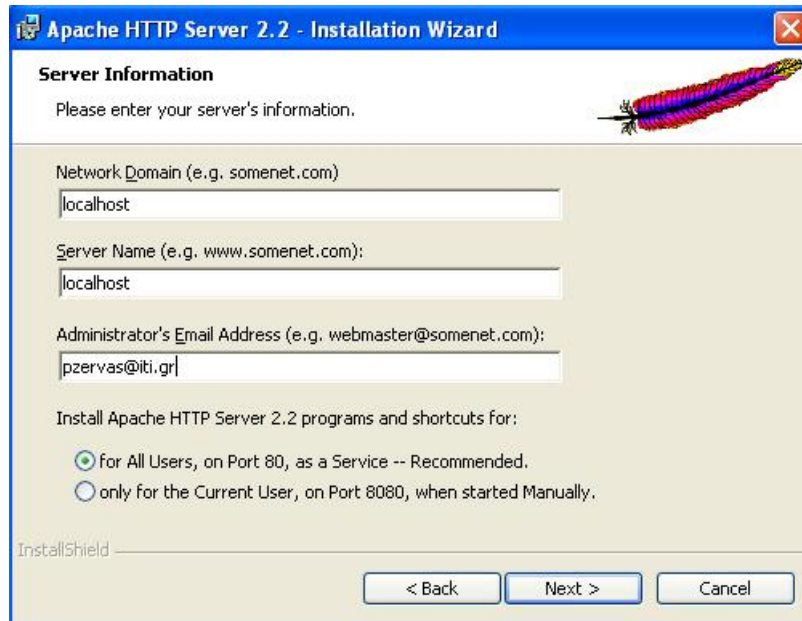 Apache HTTP Server 2.2 - Installation Wizard
Server Information
Please enter your server's information.
Network Domain (e.g. somenet.com)
localhost
Server Name (e.g. www.somenet.com):
localhost
Administrator's Email Address (e.g. webmaster@somenet.com):
pzervas@iti.gr
Install Apache HTTP Server 2.2 programs and shortcuts for:
for All Users, on Port 80, as a Service -- Recommended.
only for the Current User, on Port 8080, when started Manually.
InstallShield
< Back Next > Cancel